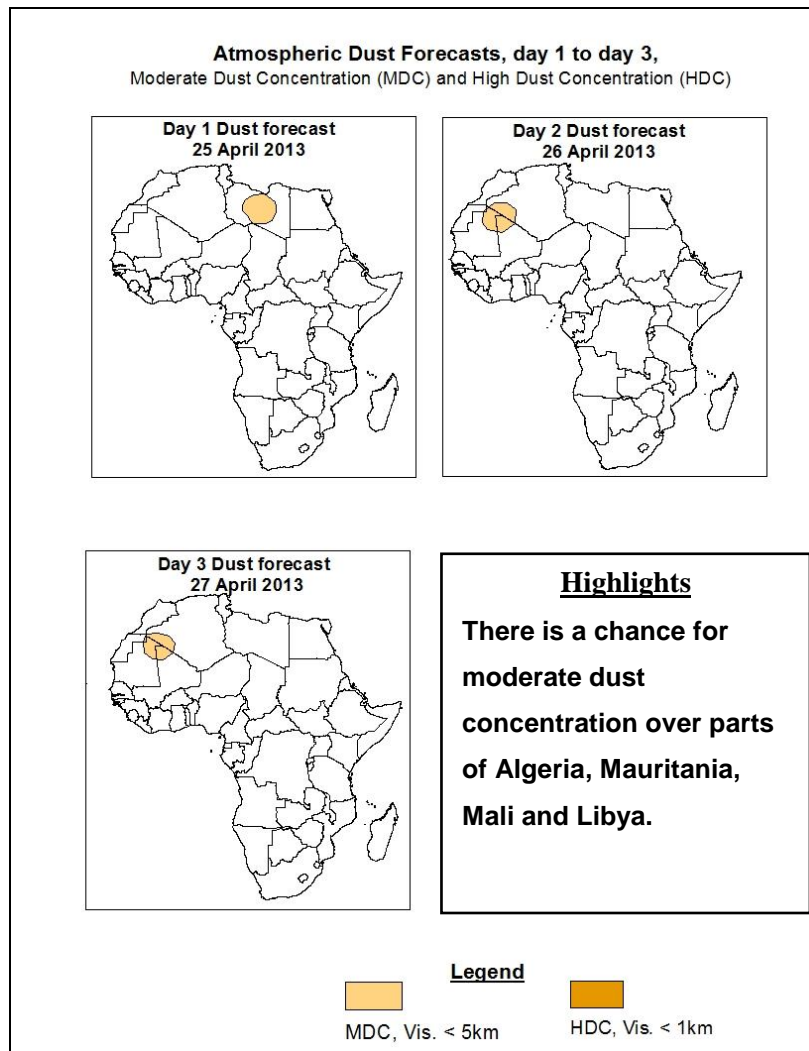 Atmospheric Dust Forecasts, day 1 to day 3,
Moderate Dust Concentration (MDC) and High Dust Concentration (HDC)
Day 1 Dust forecast
25 April 2013
Day 2 Dust forecast
26 April 2013
Day 3 Dust forecast
27 April 2013
Highlights
There is a chance for
moderate dust
concentration over parts
of Algeria, Mauritania,
Mali and Libya.
Legend
MDC, Vis. < 5km
HDC, Vis. < 1km